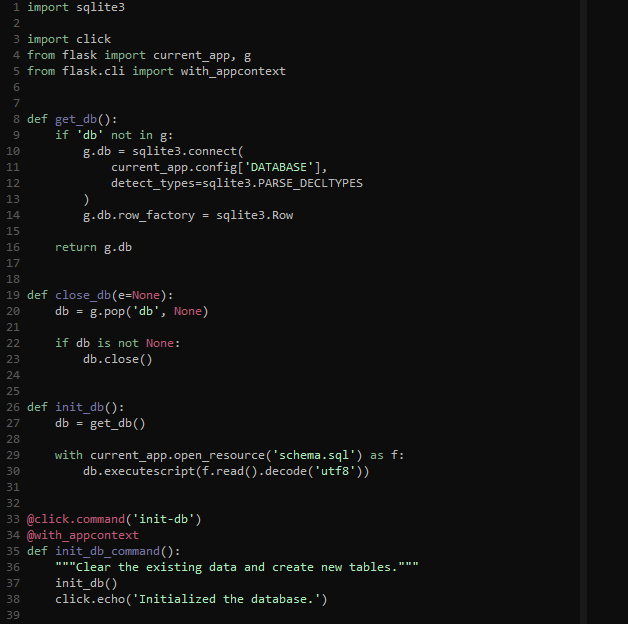 1 import sqlite3
2
3 import click
4 from flask import current_app, g
5 from flask.cli import with_appcontext
6
7
8 def get_db():
9     if 'db' not in g:
10         g.db = sqlite3.connect(
11             current_app.config['DATABASE'],
12             detect_types=sqlite3.PARSE_DECLTYPES
13         )
14         g.db.row_factory = sqlite3.Row
15
16     return g.db
17
18
19 def close_db(e=None):
20     db = g.pop('db', None)
21
22     if db is not None:
23         db.close()
24
25
26 def init_db():
27     db = get_db()
28
29     with current_app.open_resource('schema.sql') as f:
30         db.executescript(f.read().decode('utf8'))
31
32
33 @click.command('init-db')
34 @with_appcontext
35 def init_db_command():
36     """Clear the existing data and create new tables."""
37     init_db()
38     click.echo('Initialized the database.')
39